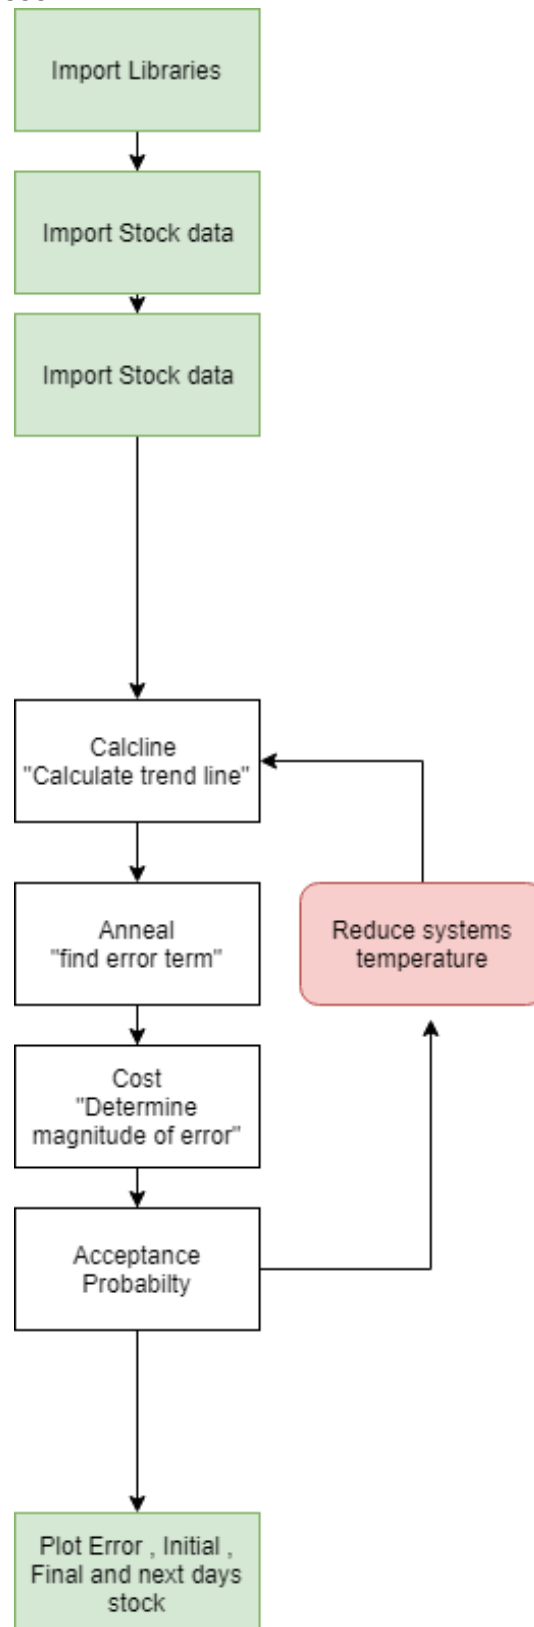 Import Libraries
Import Stock data
Import Stock data
Calcline
"Calculate trend line"
Anneal
"find error term"
Reduce systems
temperature
Cost
"Determine
magnitude of error"
Acceptance
Probabilty
Plot Error , Initial ,
Final and next days
stock